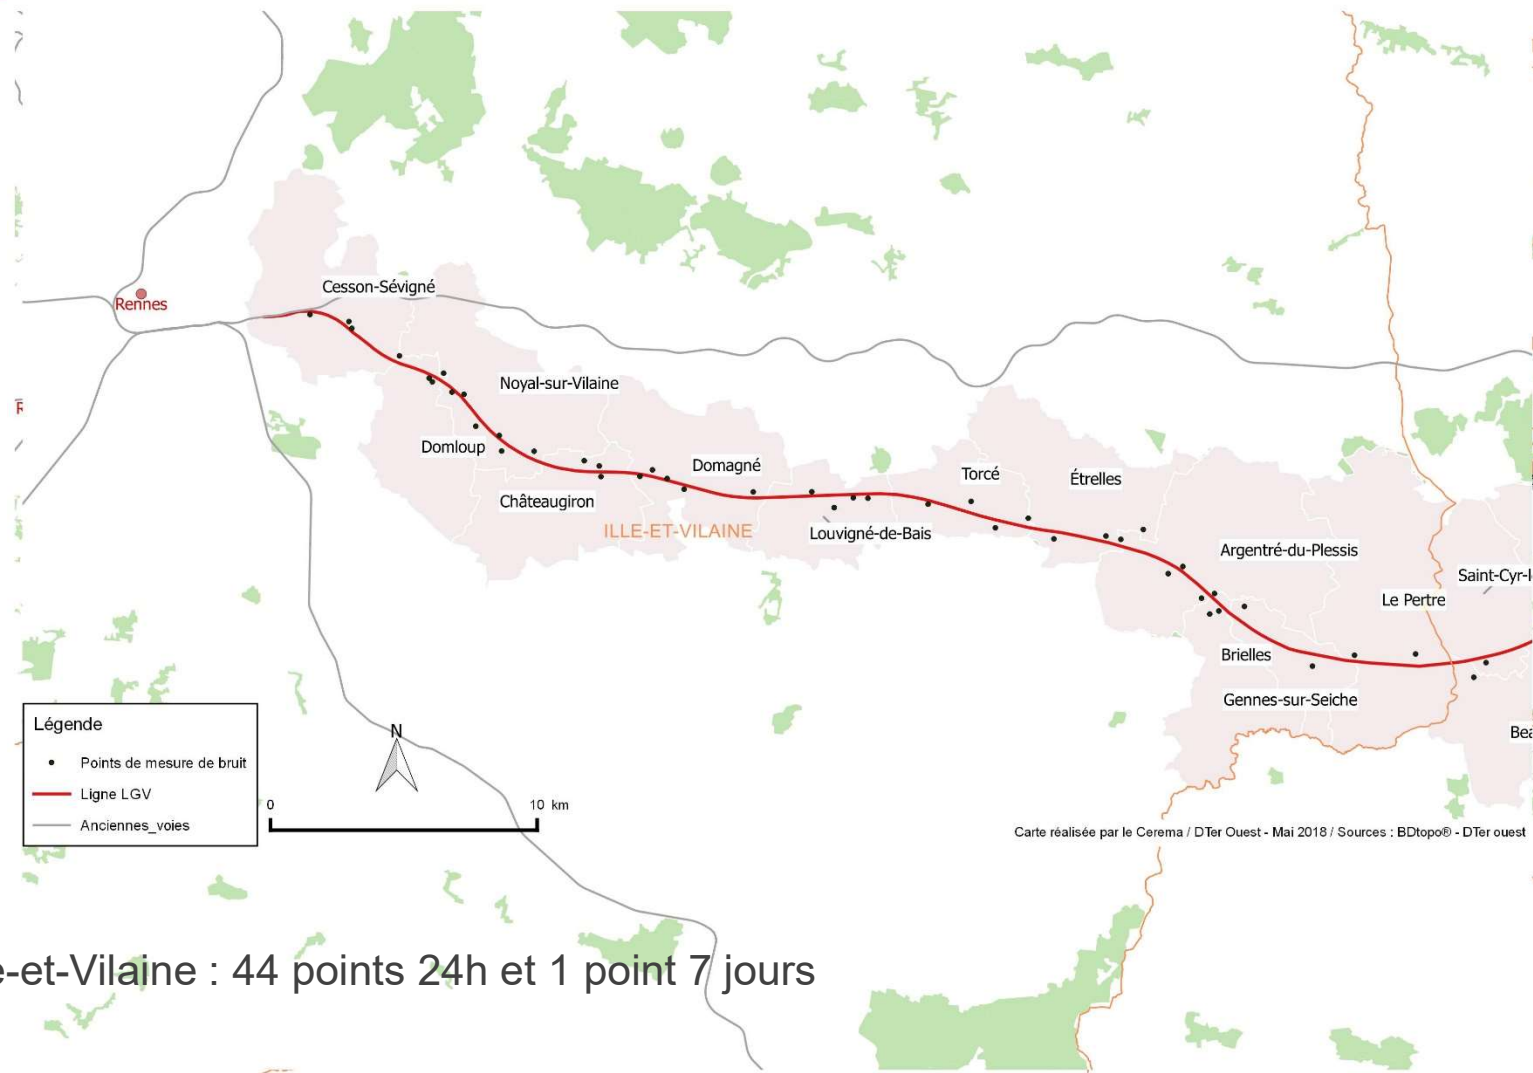 Cesson-Sévigné
Rennes
Noyal-sur-Vilaine
R
Domloup
Domagné
Torcé
Étrelles
Châteaugiron
ILLE-ET-VILAINE
Louvigné-de-Bais
Argentré-du-Plessis
Saint-Cyr-l
Le Pertre
Brielles
Gennes-sur-Seiche
Bea
Légende
Points de mesure de bruit
Ligne LGV
Anciennes_voies
N
0 10 km
Carte réalisée par le Cerema / DTer Ouest - Mai 2018 / Sources : BDtopo® - DTer ouest
e-et-Vilaine : 44 points 24h et 1 point 7 jours